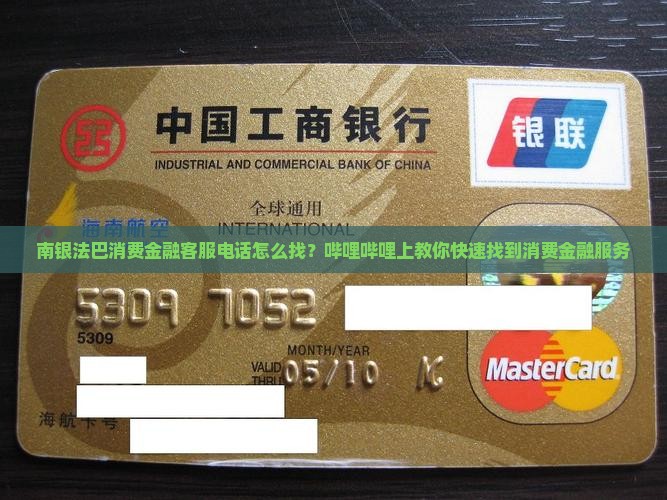 中国工商银行
INDUSTRIAL AND COMMERCIAL BANK OF CHINA
银联
全球通用
海南航空
INTERNATIONAL
南银法巴消费金融客服电话怎么找?哔哩哔哩上教你快速找到消费金融服务
5309 7052
5309
MONTH/YEAR
VALID THRU 05/10 K
MasterCard
海航卡号